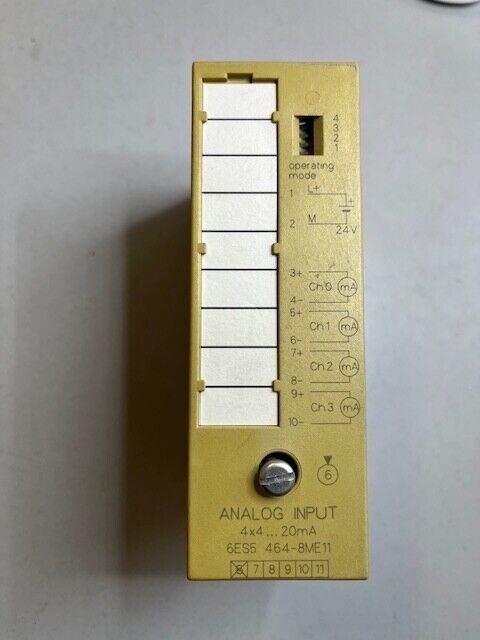 4
3
2
1
operating
mode
1 L+
+
2 M
24V
3+
Ch 0 mA
4-
5+
Ch 1 mA
6-
7+
Ch 2 mA
8-
9+
Ch 3 mA
10-
6
ANALOG INPUT
4x4...20mA
6ES5 464-8ME11
6 7 8 9 10 11